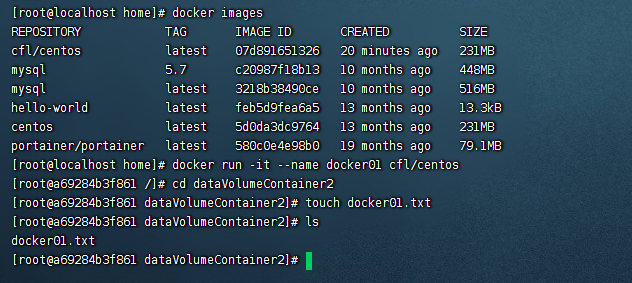 [root@localhost home]# docker images
REPOSITORY TAG IMAGE ID CREATED SIZE
cfl/centos latest 07d891651326 20 minutes ago 231MB
mysql 5.7 c20987f18b13 10 months ago 448MB
mysql latest 3218b38490ce 10 months ago 516MB
hello-world latest feb5d9fea6a5 13 months ago 13.3kB
centos latest 5d0da3dc9764 13 months ago 231MB
portainer/portainer latest 580c0e4e98b0 19 months ago 79.1MB
[root@localhost home]# docker run -it --name docker01 cfl/centos
[root@a69284b3f861 /]# cd dataVolumeContainer2
[root@a69284b3f861 dataVolumeContainer2]# touch docker01.txt
[root@a69284b3f861 dataVolumeContainer2]# ls
docker01.txt
[root@a69284b3f861 dataVolumeContainer2]#